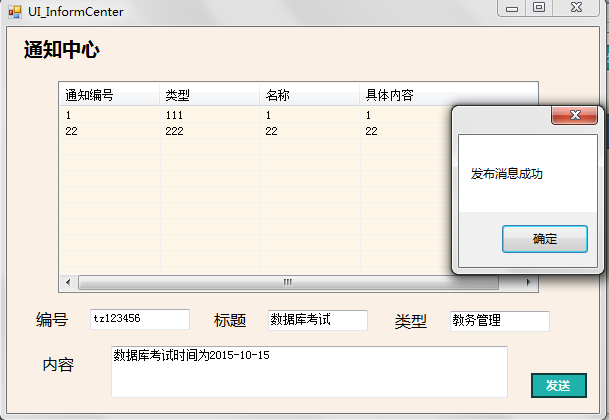 UI_InformCenter
通知中心
通知编号 类型 名称 具体内容
1 111 1 1
22 222 22 22
发布消息成功
确定
编号 tz123456 标题 数据库考试 类型 教务管理
内容 数据库考试时间为2015-10-15
发送